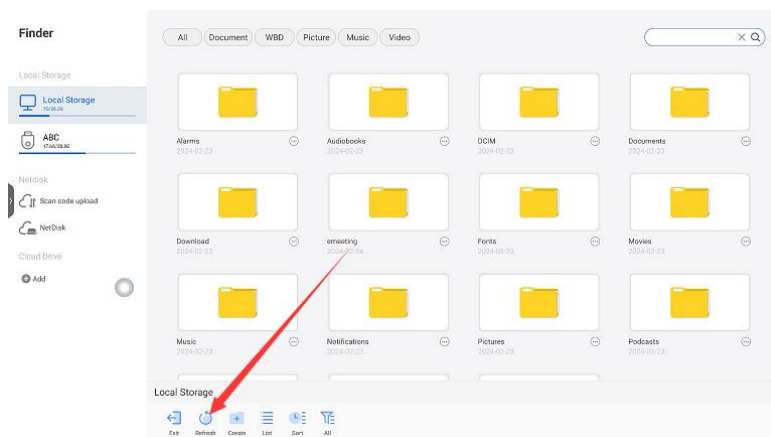 Finder
All Document WBD Picture Music Video
Local Storage
Local Storage
ABC
Netdisk
Scan code upload
NetDisk
Cloud Drive
Add
Alarms Audiobooks DCIM Documents
2024-02-23 2024-02-23 2024-02-23 2024-02-23
Download emeeting Fonts Movies
2024-02-23 2024-02-24 2024-02-23 2024-02-23
Music Notifications Pictures Podcasts
2024-02-23 2024-02-23 2024-02-23 2024-02-23
Local Storage
Exit Refresh Create List Sort All